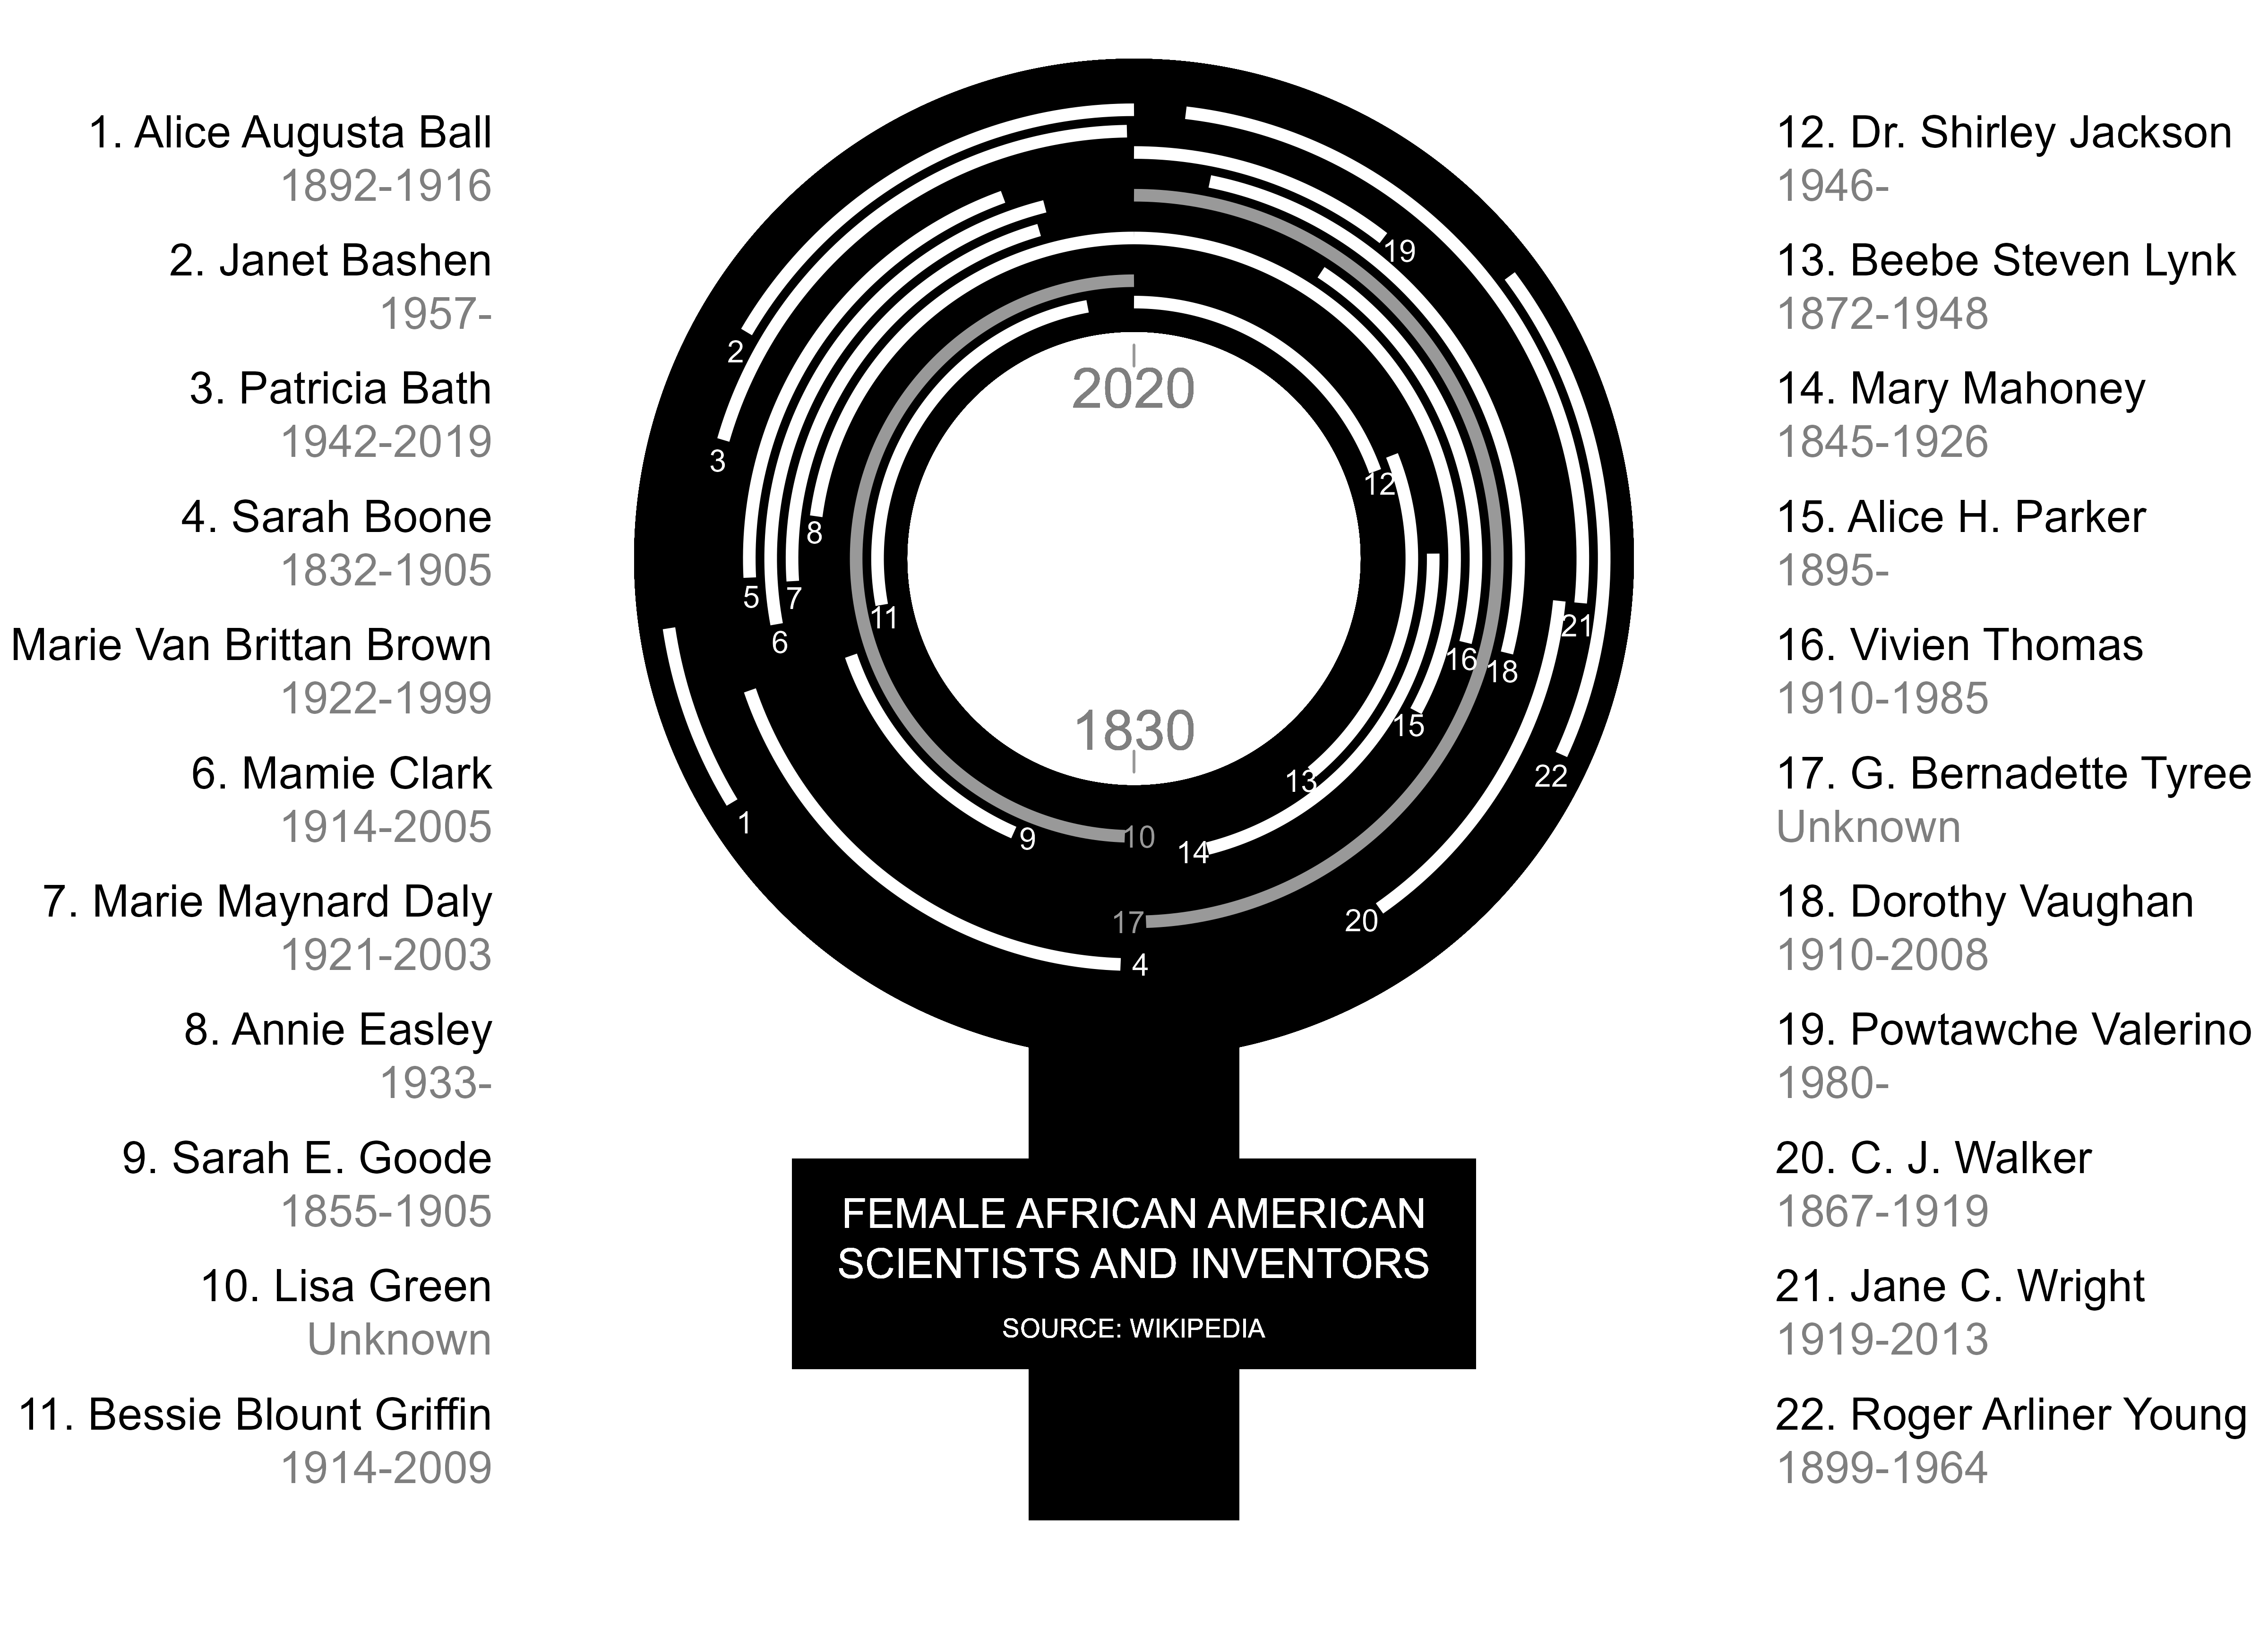 1. Alice Augusta Ball
1892-1916
2. Janet Bashen
1957-
3. Patricia Bath
1942-2019
4. Sarah Boone
1832-1905
Marie Van Brittan Brown
1922-1999
6. Mamie Clark
1914-2005
7. Marie Maynard Daly
1921-2003
8. Annie Easley
1933-
9. Sarah E. Goode
1855-1905
10. Lisa Green
Unknown
11. Bessie Blount Griffin
1914-2009
19
2
3
12
8
5
7
11
6
21
16
18
15
22
13
1
9
10
14
20
17
4
2020
1830
FEMALE AFRICAN AMERICAN
SCIENTISTS AND INVENTORS
SOURCE: WIKIPEDIA
12. Dr. Shirley Jackson
1946-
13. Beebe Steven Lynk
1872-1948
14. Mary Mahoney
1845-1926
15. Alice H. Parker
1895-
16. Vivien Thomas
1910-1985
17. G. Bernadette Tyree
Unknown
18. Dorothy Vaughan
1910-2008
19. Powtawche Valerino
1980-
20. C. J. Walker
1867-1919
21. Jane C. Wright
1919-2013
22. Roger Arliner Young
1899-1964